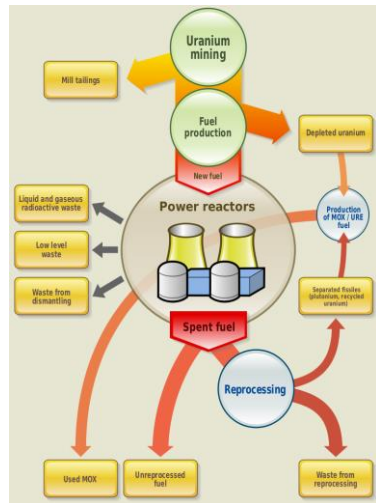 Uranium
mining
Mill tailings
Fuel
production
Depleted uranium
New fuel
Liquid and gaseous
radioactive waste
Power reactors
Production
of MOX / URE
fuel
Low level
waste
Waste from
dismantling
Separated fissiles
(plutonium, recycled
uranium)
Spent fuel
Reprocessing
Used MOX
Unreprocessed
fuel
Waste from
reprocessing